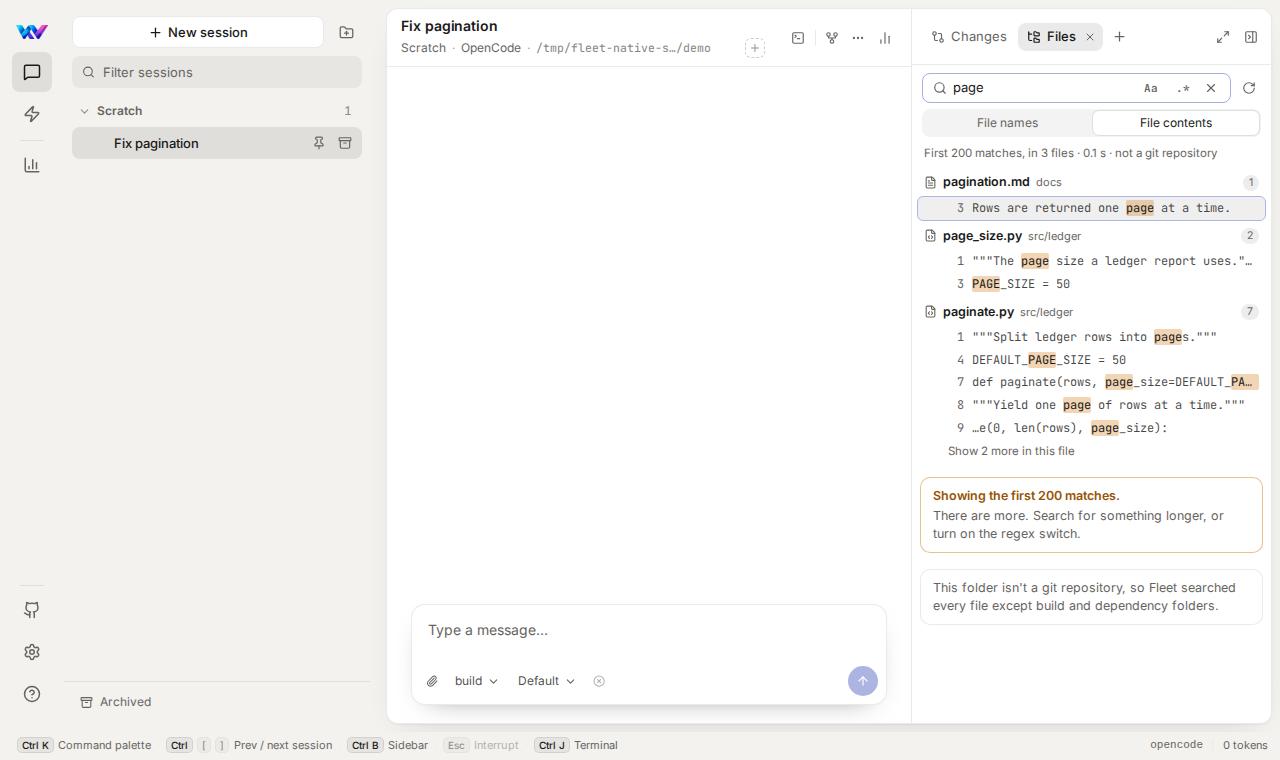 New session
Filter sessions
Scratch 1
Fix pagination
Archived
Fix pagination
Scratch · OpenCode · /tmp/fleet-native-s…/demo
Type a message...
build Default
Changes Files
page Aa .*
File names File contents
First 200 matches, in 3 files · 0.1 s · not a git repository
pagination.md docs 1
3 Rows are returned one page at a time.
page_size.py src/ledger 2
1 """The page size a ledger report uses."…
3 PAGE_SIZE = 50
paginate.py src/ledger 7
1 """Split ledger rows into pages."""
4 DEFAULT_PAGE_SIZE = 50
7 def paginate(rows, page_size=DEFAULT_PA…
8 """Yield one page of rows at a time."""
9 …e(0, len(rows), page_size):
Show 2 more in this file
Showing the first 200 matches.
There are more. Search for something longer, or
turn on the regex switch.
This folder isn't a git repository, so Fleet searched
every file except build and dependency folders.
Ctrl K Command palette Ctrl [ ] Prev / next session Ctrl B Sidebar Esc Interrupt Ctrl J Terminal opencode 0 tokens